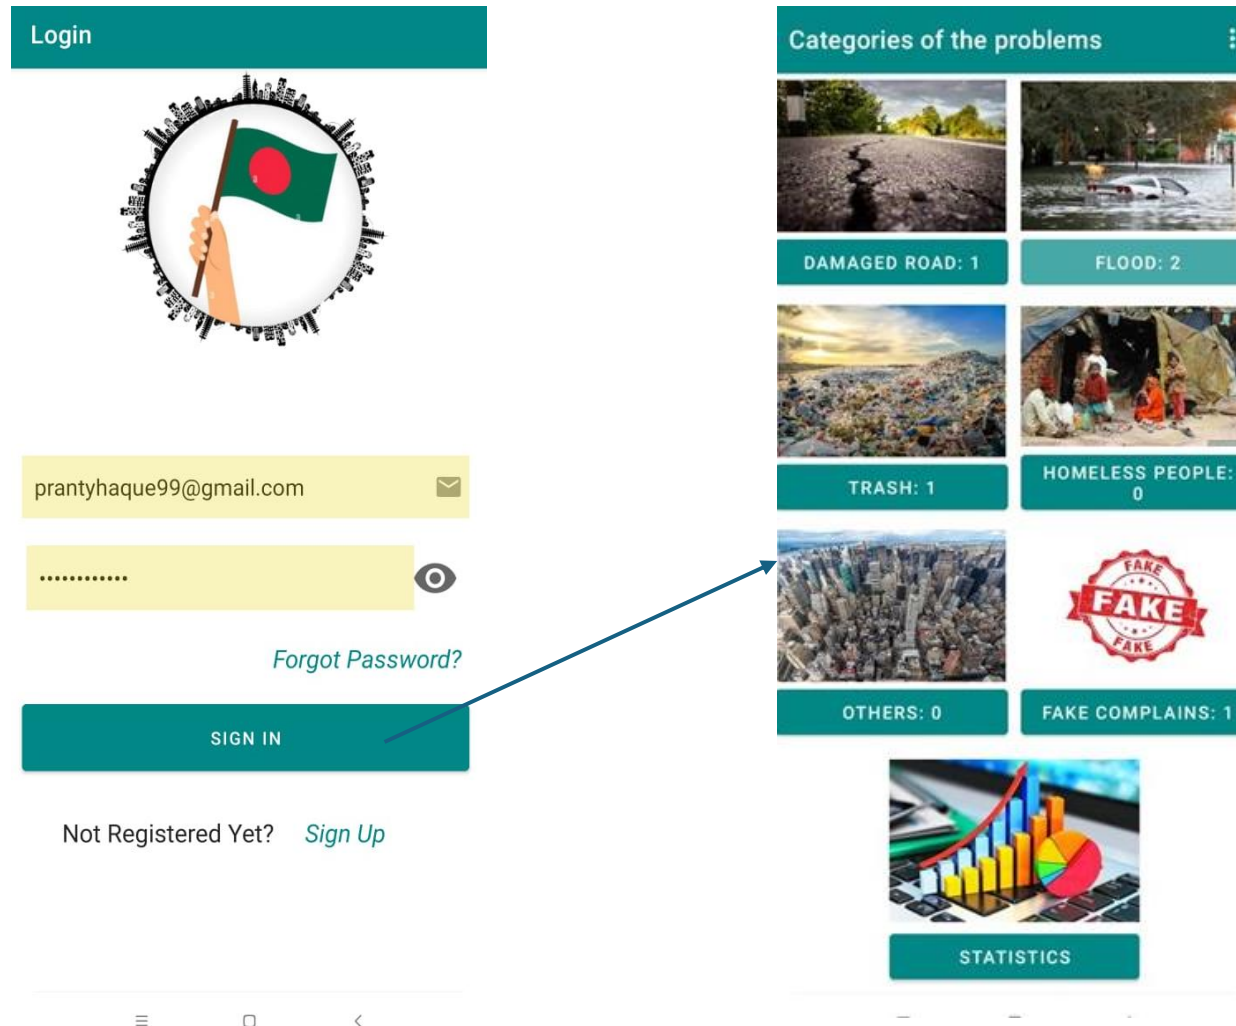 Login
prantyhaque99@gmail.com
••••••••••••
Forgot Password?
SIGN IN
Not Registered Yet? Sign Up
Categories of the problems
DAMAGED ROAD: 1
FLOOD: 2
TRASH: 1
HOMELESS PEOPLE:
0
FAKE
FAKE
FAKE
OTHERS: 0
FAKE COMPLAINS: 1
STATISTICS